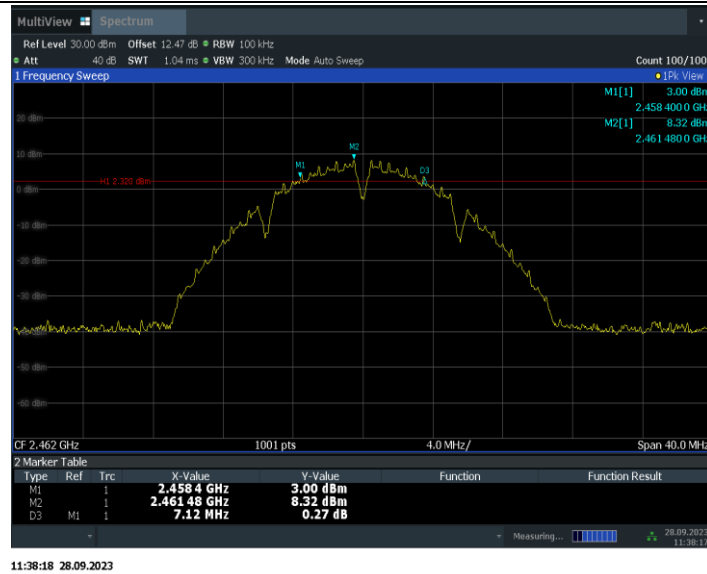 MultiView Spectrum
Ref Level 30.00 dBm Offset 12.47 dB RBW 100 kHz
Att 40 dB SWT 1.04 ms VBW 300 kHz Mode Auto Sweep Count 100/100
1 Frequency Sweep 1Pk View
M1[1] 3.00 dBm
2.458 400 0 GHz
20 dBm M2[1] 8.32 dBm
2.461 480 0 GHz
M2
10 dBm
M1 D3
H1 2.320 dBm
0 dBm
-10 dBm
-20 dBm
-30 dBm
-50 dBm
-60 dBm
CF 2.462 GHz 1001 pts 4.0 MHz/ Span 40.0 MHz
2 Marker Table
Type Ref Trc X-Value Y-Value Function Function Result
M1 1 2.458 4 GHz 3.00 dBm
M2 1 2.461 48 GHz 8.32 dBm
D3 M1 1 7.12 MHz 0.27 dB
Measuring... 28.09.2023
11:38:17
11:38:18 28.09.2023